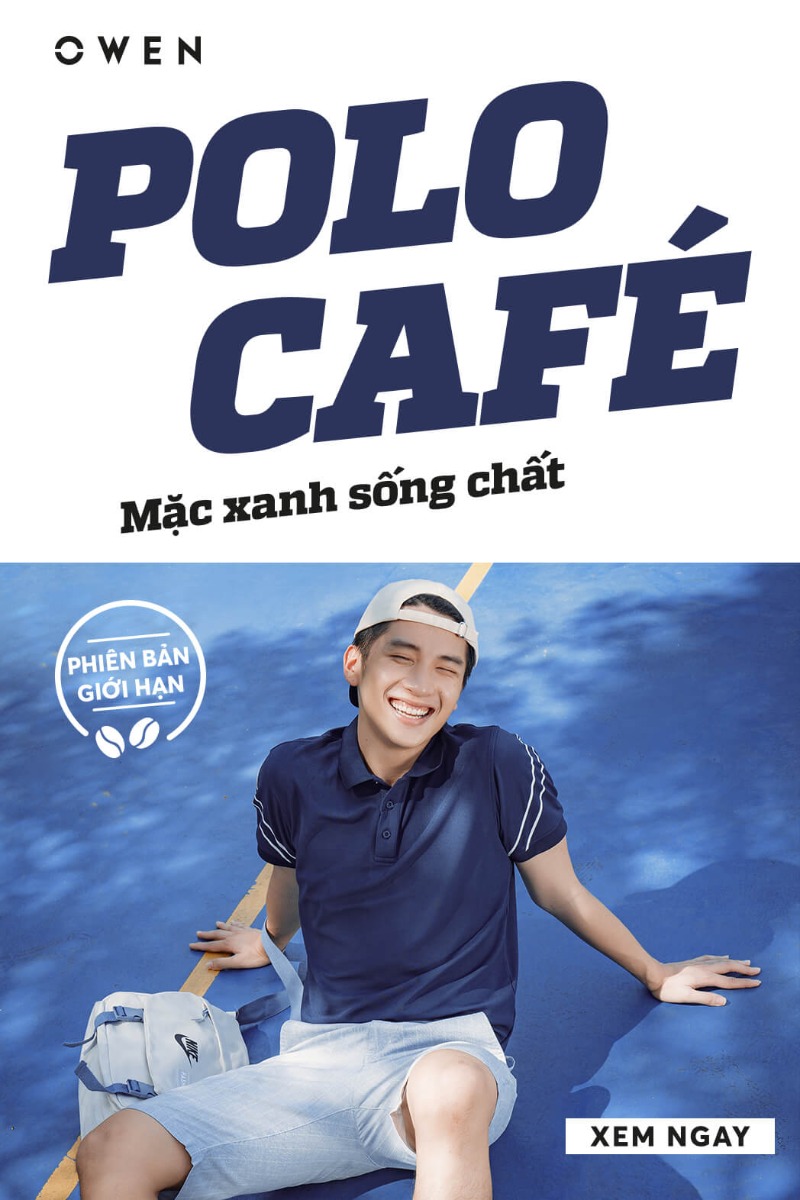 OWEN
POLO
CAFÉ
Mặc xanh sống chất
PHIÊN BẢN
GIỚI HẠN
NIKE
XEM NGAY